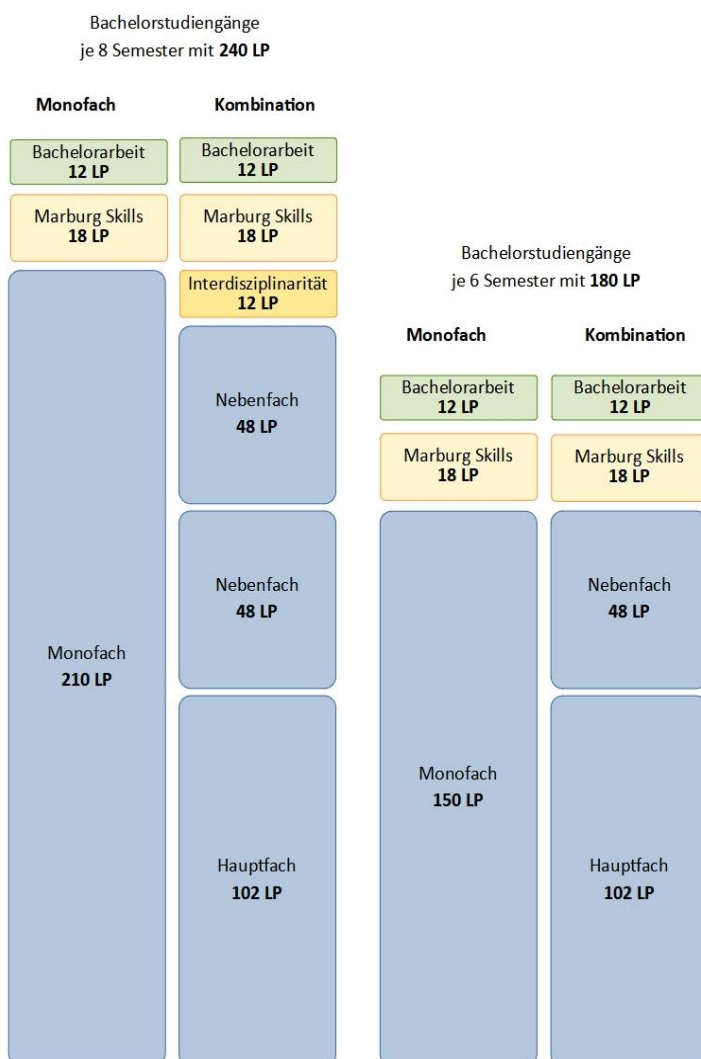 Bachelorstudiengänge
je 8 Semester mit 240 LP
Monofach
Kombination
Bachelorarbeit
12 LP
Marburg Skills
18 LP
Monofach
210 LP
Bachelorarbeit
12 LP
Marburg Skills
18 LP
Interdisziplinarität
12 LP
Nebenfach
48 LP
Nebenfach
48 LP
Hauptfach
102 LP
Bachelorstudiengänge
je 6 Semester mit 180 LP
Monofach
Kombination
Bachelorarbeit
12 LP
Marburg Skills
18 LP
Monofach
150 LP
Bachelorarbeit
12 LP
Marburg Skills
18 LP
Nebenfach
48 LP
Hauptfach
102 LP